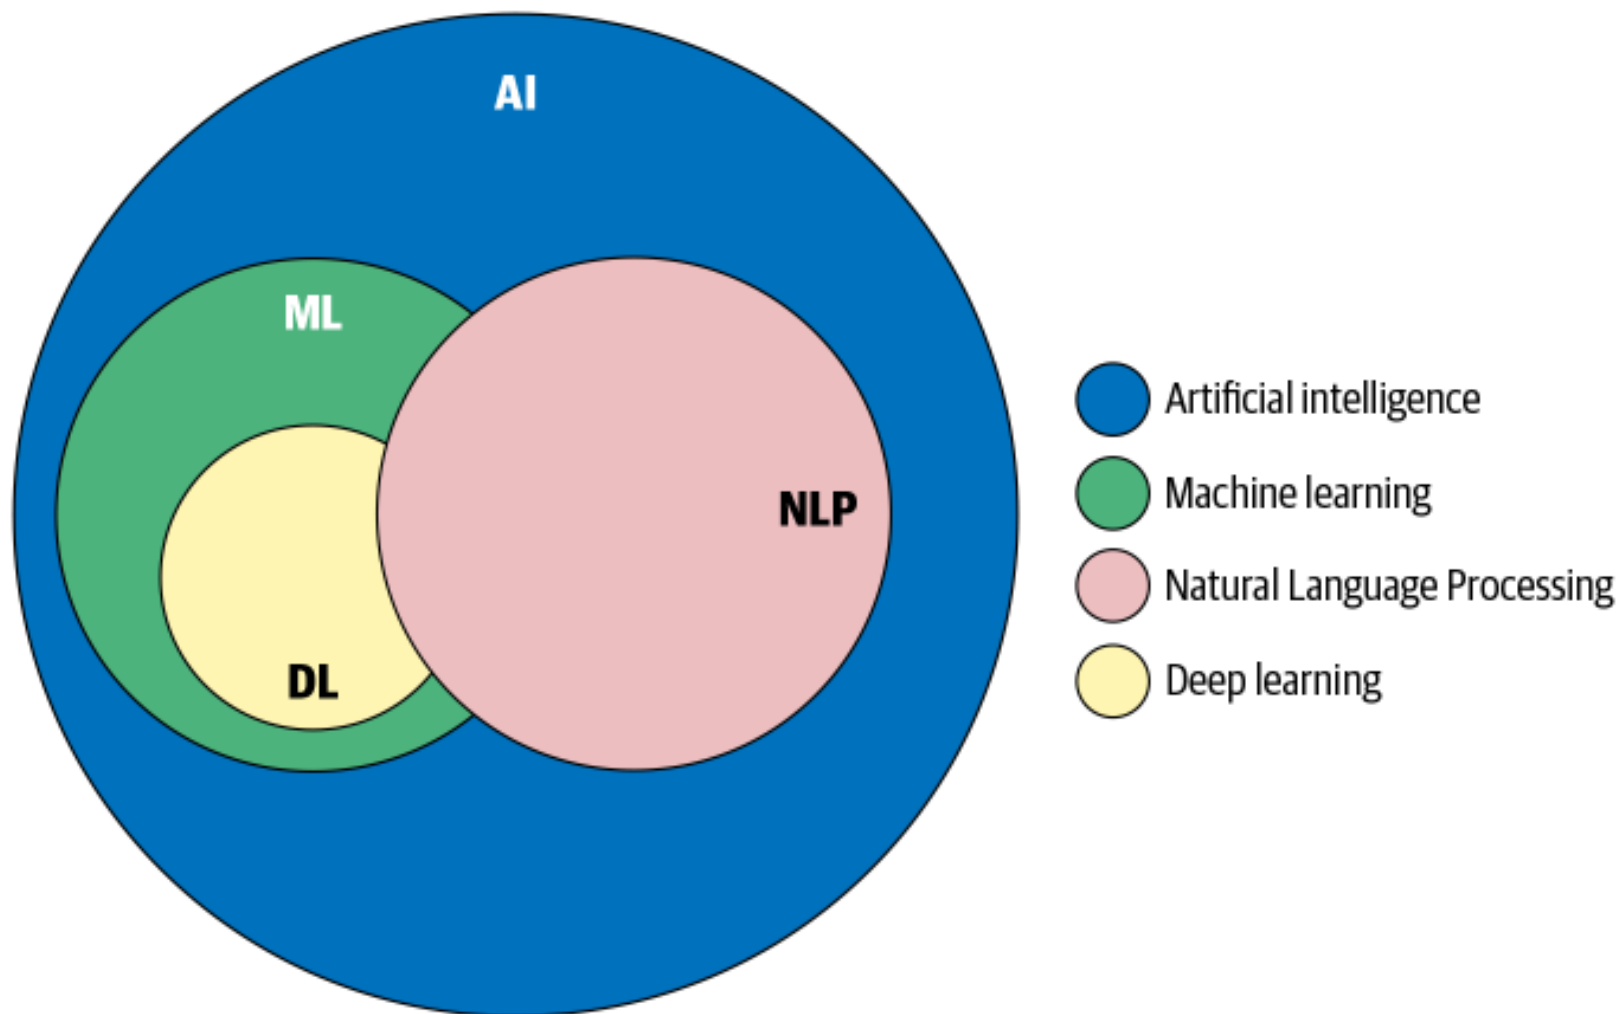 AI
ML
NLP
DL
Artificial intelligence
Machine learning
Natural Language Processing
Deep learning